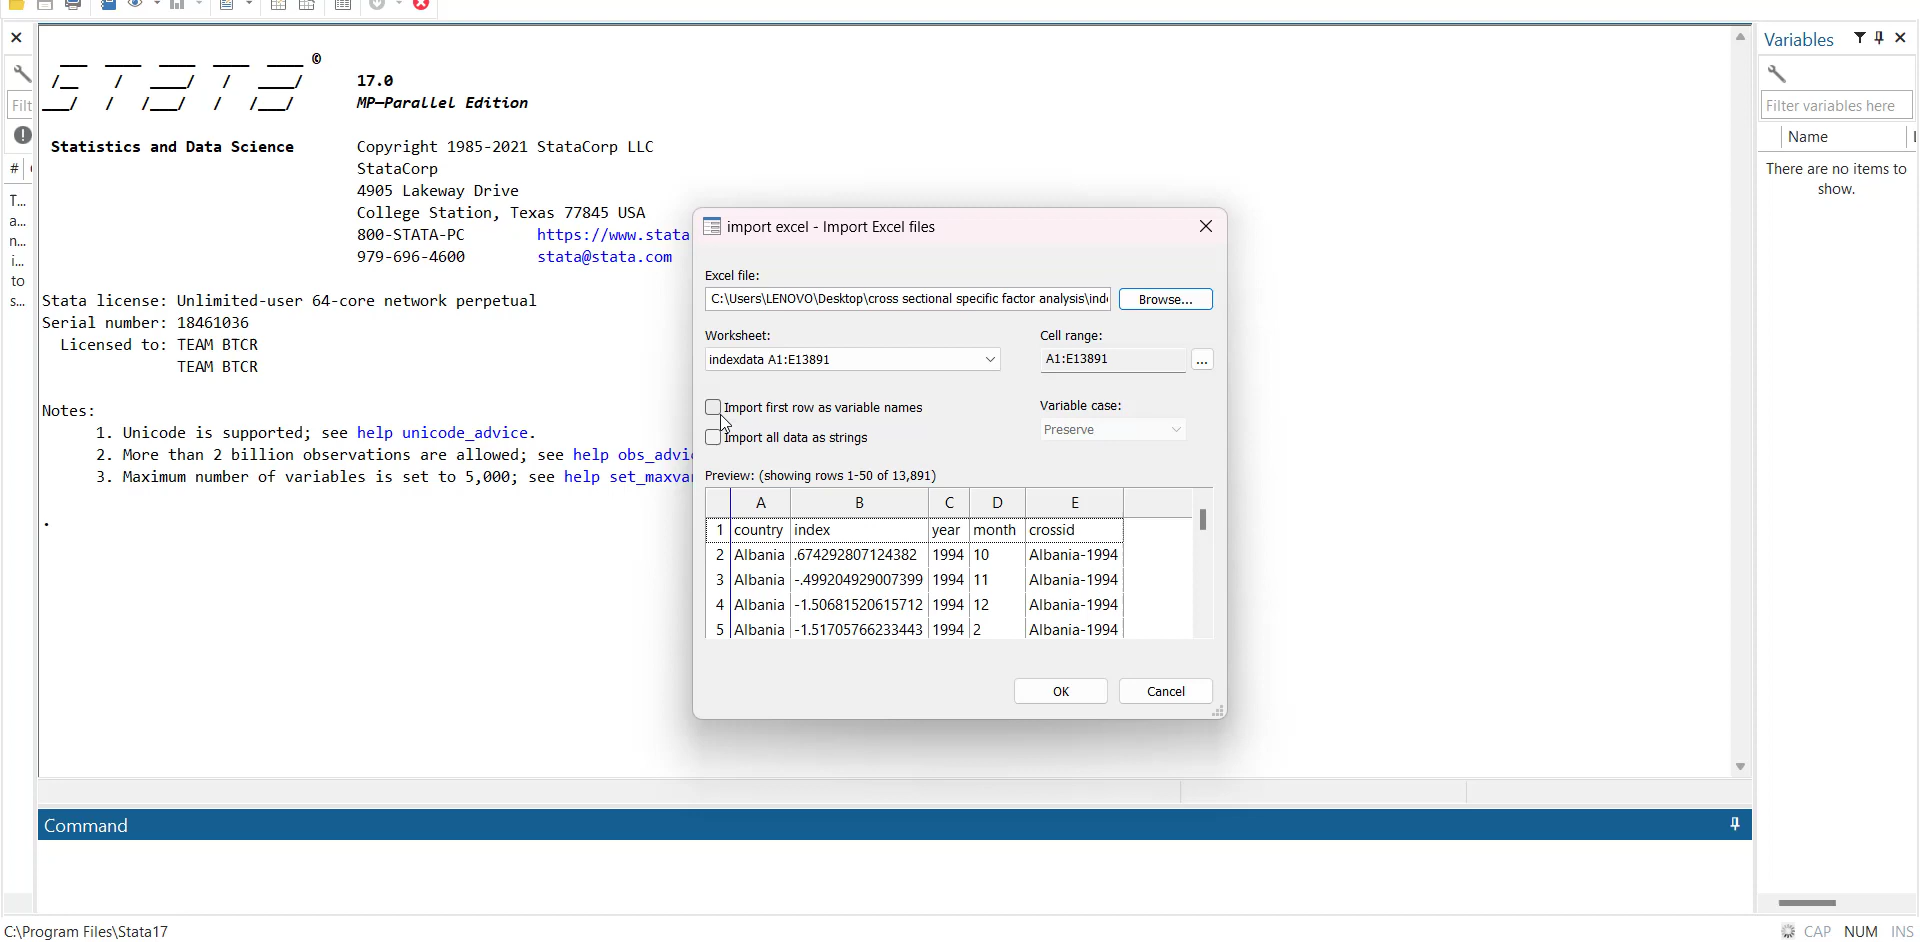 17.0
MP—Parallel Edition
Statistics and Data Science
Copyright 1985-2021 StataCorp LLC
StataCorp
4905 Lakeway Drive
College Station, Texas 77845 USA
800-STATA-PC https://www.stata
979-696-4600 stata@stata.com
Stata license: Unlimited-user 64-core network perpetual
Serial number: 18461036
Licensed to: TEAM BTCR
TEAM BTCR
Notes:
1. Unicode is supported; see help unicode_advice.
2. More than 2 billion observations are allowed; see help obs_advi
3. Maximum number of variables is set to 5,000; see help set_maxva
.
Filt
#
T...
a...
n...
i...
to
s...
import excel - Import Excel files
Excel file:
C:\Users\LENOVO\Desktop\cross sectional specific factor analysis\ind
Browse...
Worksheet: Cell range:
indexdata A1:E13891 A1:E13891 ...
Import first row as variable names Variable case:
Import all data as strings Preserve
Preview: (showing rows 1-50 of 13,891)
A B C D E
1 country index year month crossid
2 Albania .674292807124382 1994 10 Albania-1994
3 Albania -.499204929007399 1994 11 Albania-1994
4 Albania -1.50681520615712 1994 12 Albania-1994
5 Albania -1.51705766233443 1994 2 Albania-1994
OK Cancel
Variables
Filter variables here
Name
There are no items to
show.
Command
C:\Program Files\Stata17
CAP NUM INS